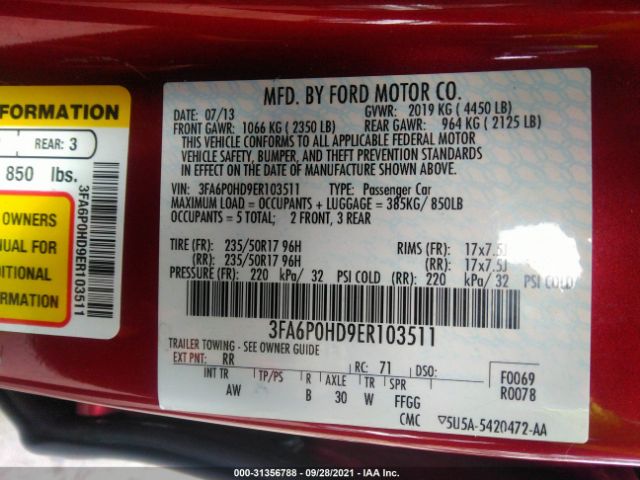 FORMATION
REAR: 3
850 lbs.
OWNERS
NUAL FOR
DITIONAL
FORMATION
3FA6P0HD9ER103511
MFD. BY FORD MOTOR CO.
DATE: 07/13 GVWR: 2019 KG ( 4450 LB)
FRONT GAWR: 1066 KG ( 2350 LB) REAR GAWR: 964 KG ( 2125 LB)
THIS VEHICLE CONFORMS TO ALL APPLICABLE FEDERAL MOTOR
VEHICLE SAFETY, BUMPER, AND THEFT PREVENTION STANDARDS
IN EFFECT ON THE DATE OF MANUFACTURE SHOWN ABOVE.
VIN: 3FA6P0HD9ER103511 TYPE: Passenger Car
MAXIMUM LOAD = OCCUPANTS + LUGGAGE = 385KG/ 850LB
OCCUPANTS = 5 TOTAL; 2 FRONT, 3 REAR
TIRE (FR): 235/50R17 96H RIMS (FR): 17x7.5J
(RR): 235/50R17 96H (RR): 17x7.5J
PRESSURE (FR): 220 kPa/ 32 PSI COLD (RR): 220 kPa/ 32 PSI COLD
3FA6P0HD9ER103511
TRAILER TOWING - SEE OWNER GUIDE
EXT PNT: RR RC: 71 DSO: F0069
INT TR TP/PS R AXLE TR SPR R0078
AW B 30 W FFGG
CMC ▽5U5A-5420472-AA
000-31356788 - 09/28/2021 - IAA Inc.